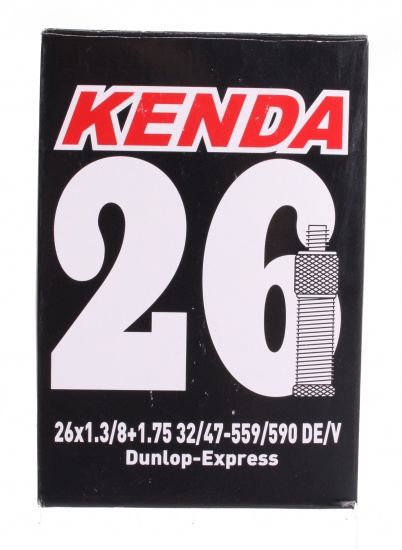 KENDA
26
26x1.3/8+1.75 32/47-559/590 DE/V
Dunlop-Express